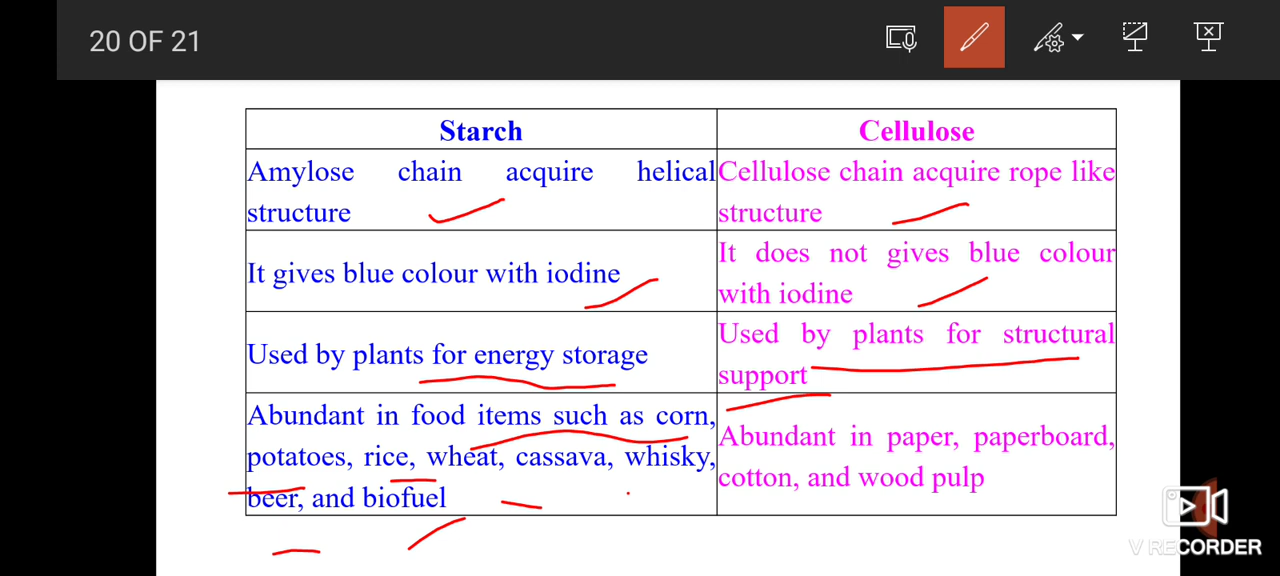 20 OF 21
Starch
Cellulose
Amylose chain acquire helical
structure
Cellulose chain acquire rope like
structure
It gives blue colour with iodine
It does not gives blue colour
with iodine
Used by plants for energy storage
Used by plants for structural
support
Abundant in food items such as corn,
potatoes, rice, wheat, cassava, whisky,
beer, and biofuel
Abundant in paper, paperboard,
cotton, and wood pulp
V RECORDER